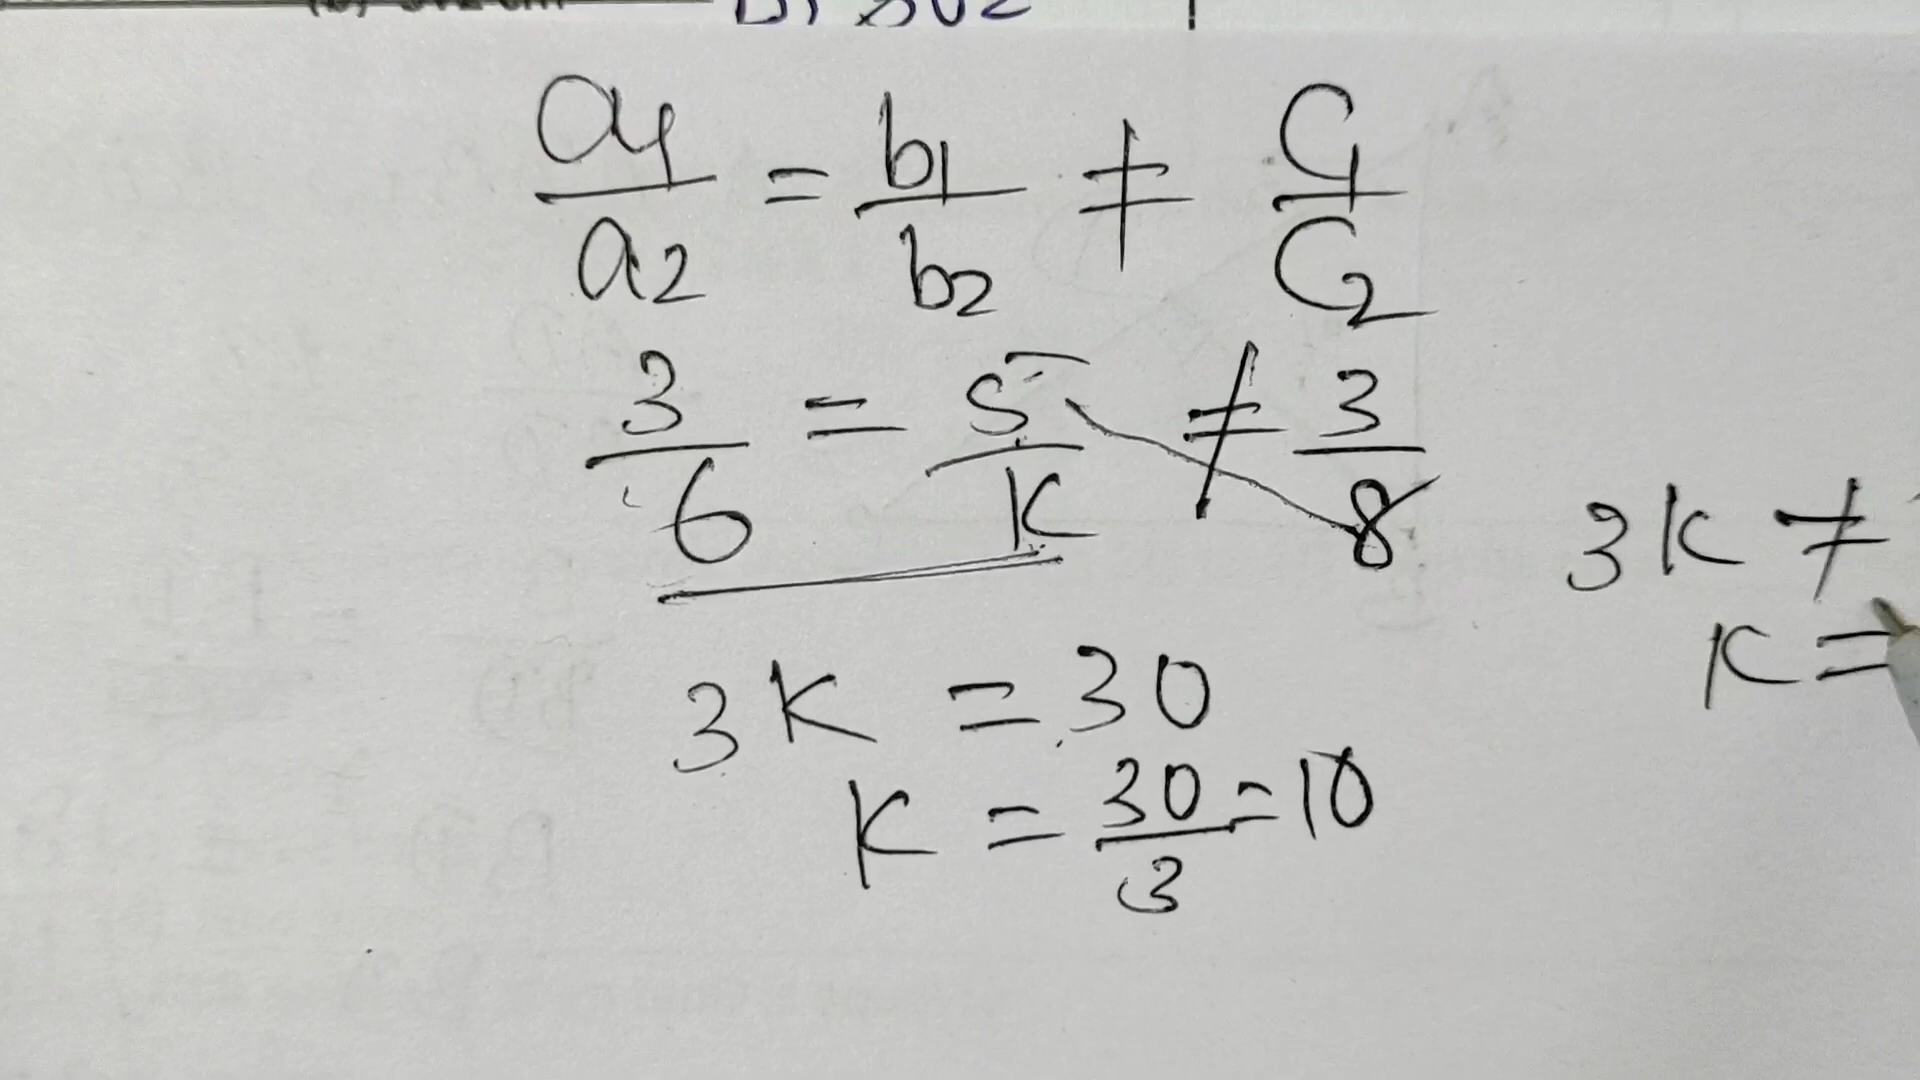 a1/a2 = b1/b2 ≠ C1/C2
3/6 = 5/K ≠ 3/8
3K ≠
K =
3K = 30
K = 30/3 = 10